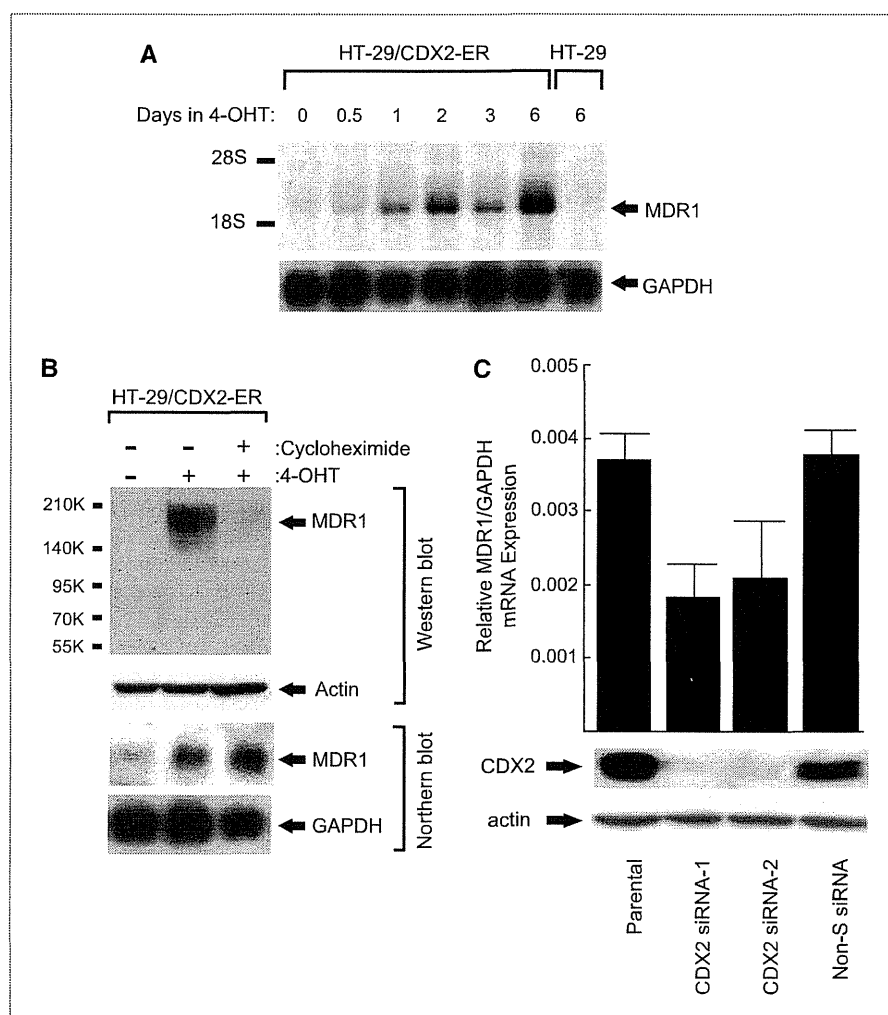 A
HT-29/CDX2-ER HT-29
Days in 4-OHT: 0 0.5 1 2 3 6 6
28S
18S
MDR1
GAPDH
B
HT-29/CDX2-ER
- - + :Cycloheximide
- + + :4-OHT
210K
140K
95K
70K
55K
MDR1
Actin
Western blot
MDR1
GAPDH
Northern blot
C
Relative MDR1/GAPDH
mRNA Expression
0.005
0.004
0.003
0.002
0.001
CDX2
actin
Parental
CDX2 siRNA-1
CDX2 siRNA-2
Non-S siRNA